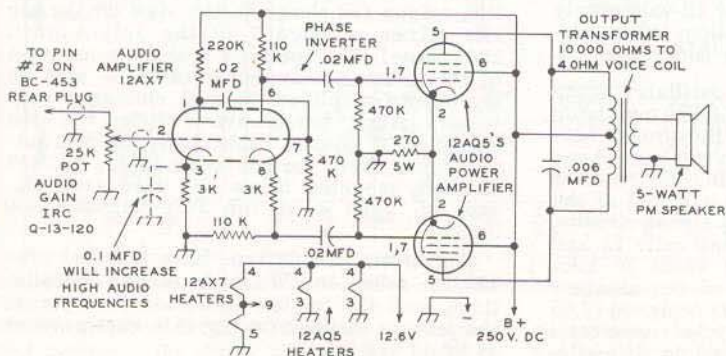 TO PIN
#2 ON
BC-453
REAR PLUG
AUDIO
AMPLIFIER
12AX7
220K
110
K
.02
MFD
PHASE
INVERTER
.02MFD
1
6
2
7
3
8
25K
POT
AUDIO
GAIN
IRC
Q-13-120
3K
3K
470
K
110 K
.02MFD
0.1 MFD
WILL INCREASE
HIGH AUDIO
FREQUENCIES
470K
470K
270
5W
5
1,7
6
2
12AQ5'S
AUDIO
POWER
AMPLIFIER
2
1,7
6
5
OUTPUT
TRANSFORMER
10 000 OHMS TO
4 OHM VOICE COIL
.006
MFD
5-WATT
PM SPEAKER
12AX7
HEATERS
4
9
5
4
3
4
3
12AQ5
HEATERS
12.6V
-
B+
250 V. DC